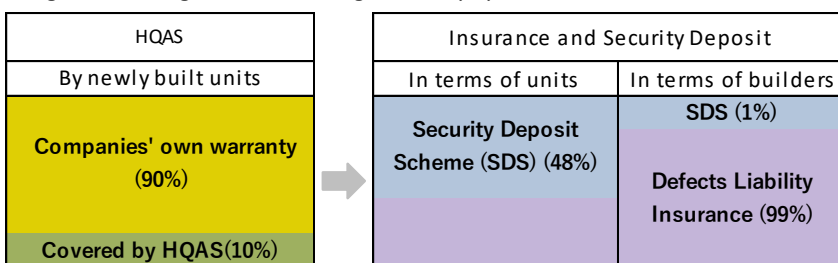 HQAS
By newly built units
Companies' own warranty
(90%)
Covered by HQAS(10%)
Insurance and Security Deposit
In terms of units
In terms of builders
Security Deposit
Scheme (SDS) (48%)
SDS (1%)
Defects Liability
Insurance (99%)